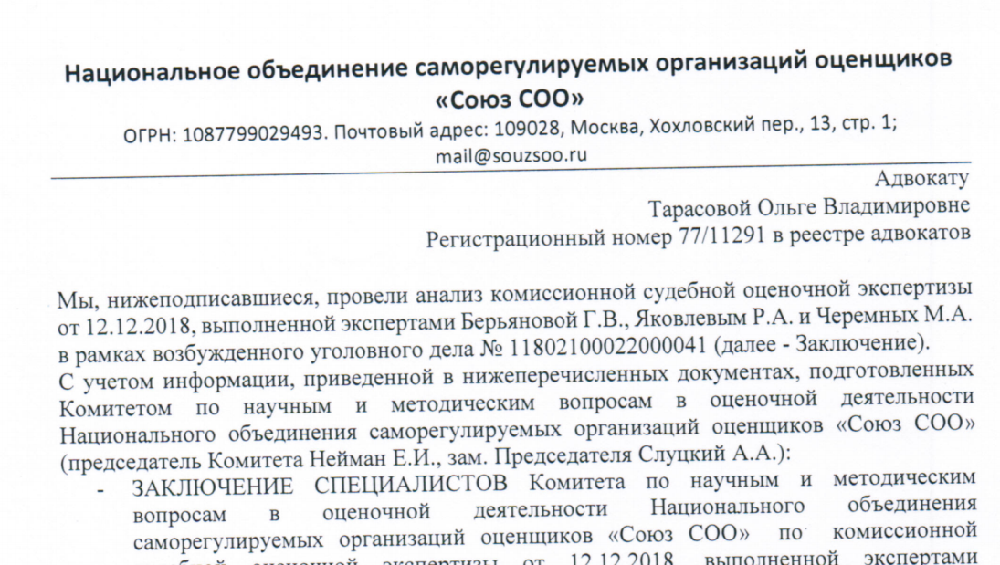 Национальное объединение саморегулируемых организаций оценщиков
«Союз СОО»
ОГРН: 1087799029493. Почтовый адрес: 109028, Москва, Хохловский пер., 13, стр. 1;
mail@souzsoo.ru
Адвокату
Тарасовой Ольге Владимировне
Регистрационный номер 77/11291 в реестре адвокатов
Мы, нижеподписавшиеся, провели анализ комиссионной судебной оценочной экспертизы
от 12.12.2018, выполненной экспертами Берьяновой Г.В., Яковлевым Р.А. и Черемных М.А.
в рамках возбужденного уголовного дела № 11802100022000041 (далее - Заключение).
С учетом информации, приведенной в нижеперечисленных документах, подготовленных
Комитетом по научным и методическим вопросам в оценочной деятельности
Национального объединения саморегулируемых организаций оценщиков «Союз СОО»
(председатель Комитета Нейман Е.И., зам. Председателя Слуцкий А.А.):
- ЗАКЛЮЧЕНИЕ СПЕЦИАЛИСТОВ Комитета по научным и методическим
вопросам в оценочной деятельности Национального объединения
саморегулируемых организаций оценщиков «Союз СОО» по комиссионной
судебной оценочной экспертизы от 12.12.2018, выполненной экспертами